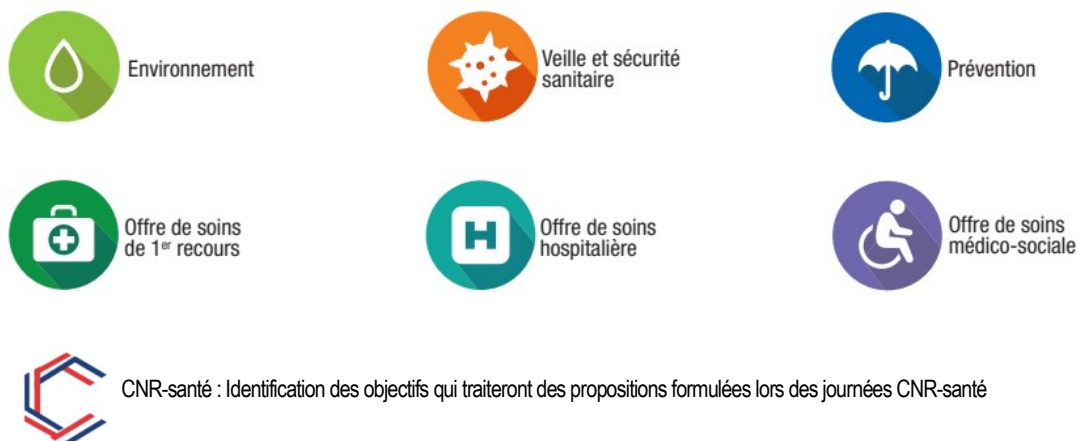 Environnement
Veille et sécurité
sanitaire
Prévention
Offre de soins
de 1er recours
H
Offre de soins
hospitalière
Offre de soins
médico-sociale
CNR-santé : Identification des objectifs qui traiteront des propositions formulées lors des journées CNR-santé